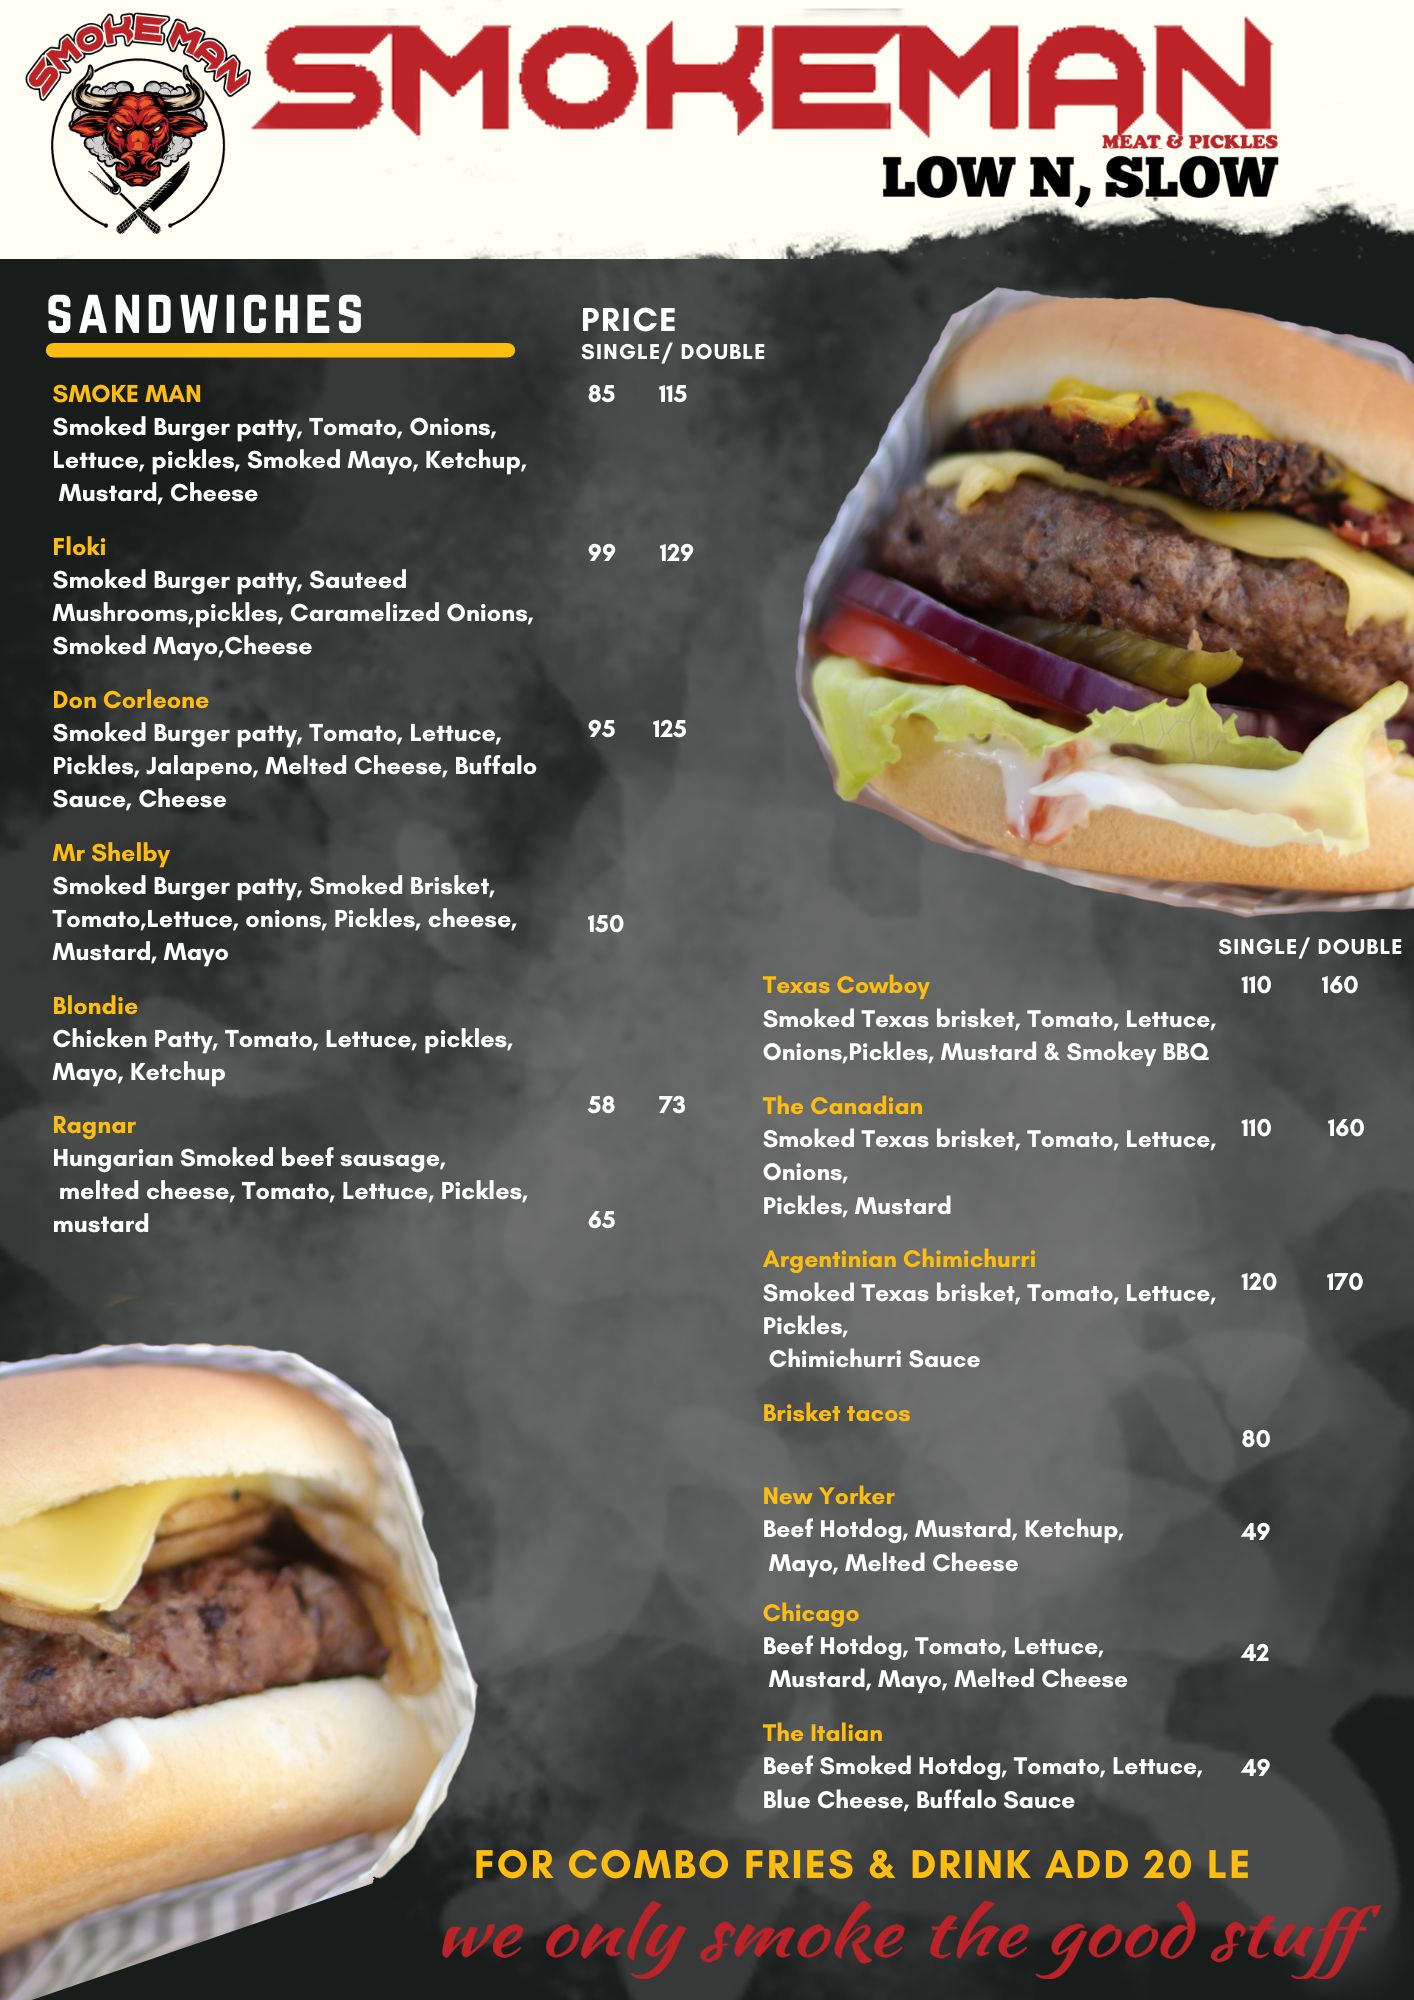 SMOKE MAN
SMOKEMAN
MEAT & PICKLES
LOW N, SLOW
SANDWICHES
PRICE
SINGLE/ DOUBLE
SMOKE MAN 85 115
Smoked Burger patty, Tomato, Onions,
Lettuce, pickles, Smoked Mayo, Ketchup,
Mustard, Cheese
Floki 99 129
Smoked Burger patty, Sauteed
Mushrooms,pickles, Caramelized Onions,
Smoked Mayo,Cheese
Don Corleone
Smoked Burger patty, Tomato, Lettuce, 95 125
Pickles, Jalapeno, Melted Cheese, Buffalo
Sauce, Cheese
Mr Shelby
Smoked Burger patty, Smoked Brisket,
Tomato,Lettuce, onions, Pickles, cheese, 150
Mustard, Mayo
Blondie
Chicken Patty, Tomato, Lettuce, pickles,
Mayo, Ketchup
58 73
Ragnar
Hungarian Smoked beef sausage,
melted cheese, Tomato, Lettuce, Pickles,
mustard 65
SINGLE/ DOUBLE
Texas Cowboy 110 160
Smoked Texas brisket, Tomato, Lettuce,
Onions,Pickles, Mustard & Smokey BBQ
The Canadian
Smoked Texas brisket, Tomato, Lettuce, 110 160
Onions,
Pickles, Mustard
Argentinian Chimichurri
Smoked Texas brisket, Tomato, Lettuce, 120 170
Pickles,
Chimichurri Sauce
Brisket tacos
80
New Yorker
Beef Hotdog, Mustard, Ketchup, 49
Mayo, Melted Cheese
Chicago
Beef Hotdog, Tomato, Lettuce, 42
Mustard, Mayo, Melted Cheese
The Italian
Beef Smoked Hotdog, Tomato, Lettuce, 49
Blue Cheese, Buffalo Sauce
FOR COMBO FRIES & DRINK ADD 20 LE
we only smoke the good stuff